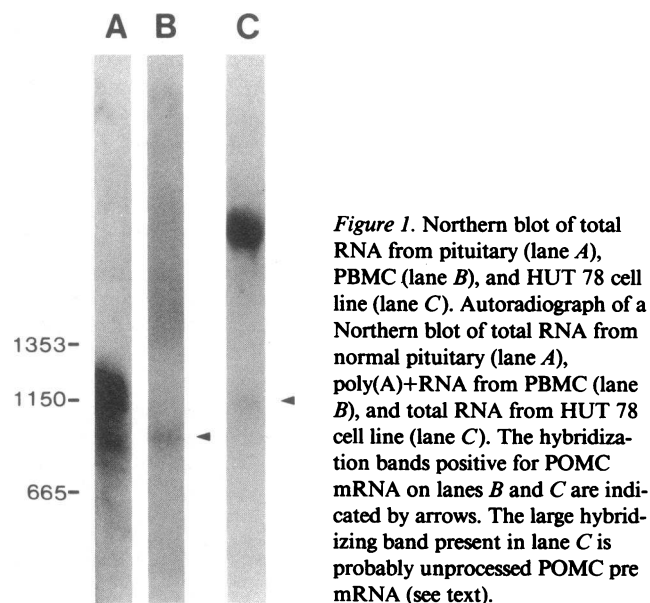 A B C
1353-
1150-
665-
Figure 1. Northern blot of total
RNA from pituitary (lane A),
PBMC (lane B), and HUT 78 cell
line (lane C). Autoradiograph of a
Northern blot of total RNA from
normal pituitary (lane A),
poly(A)+RNA from PBMC (lane
B), and total RNA from HUT 78
cell line (lane C). The hybridiza-
tion bands positive for POMC
mRNA on lanes B and C are indi-
cated by arrows. The large hybrid-
izing band present in lane C is
probably unprocessed POMC pre
mRNA (see text).